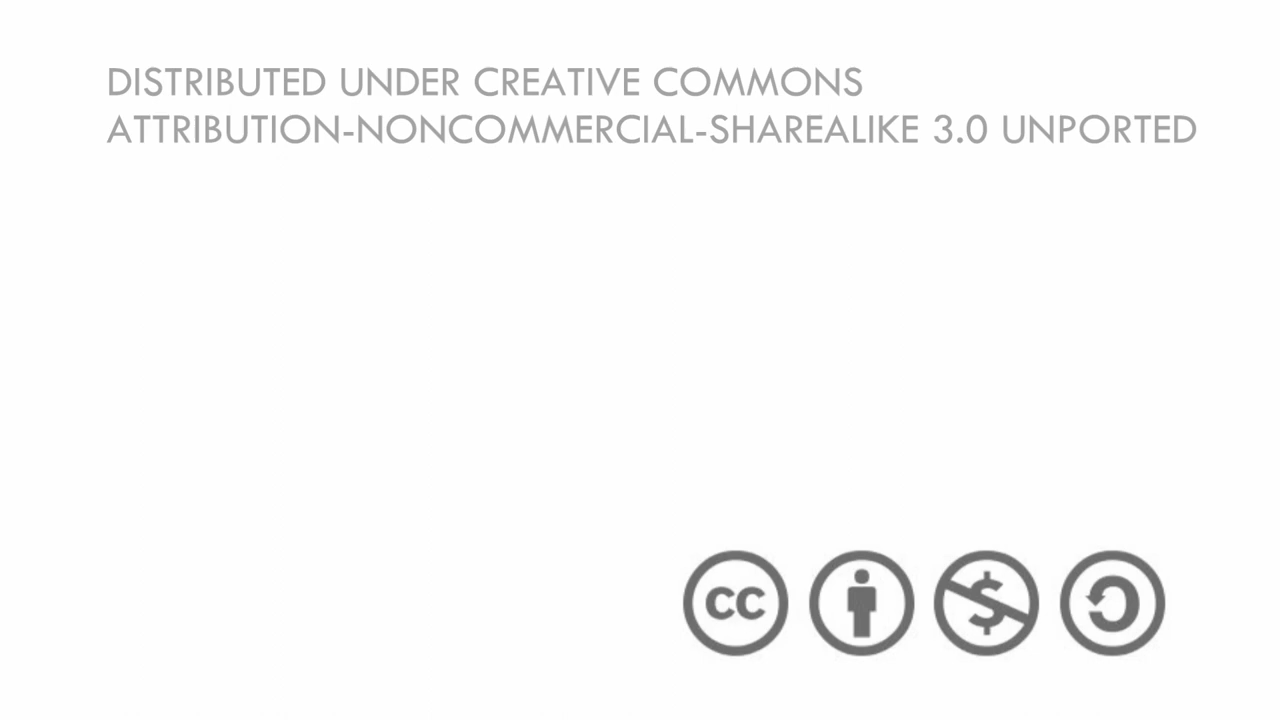 DISTRIBUTED UNDER CREATIVE COMMONS
ATTRIBUTION-NONCOMMERCIAL-SHAREALIKE 3.0 UNPORTED
cc